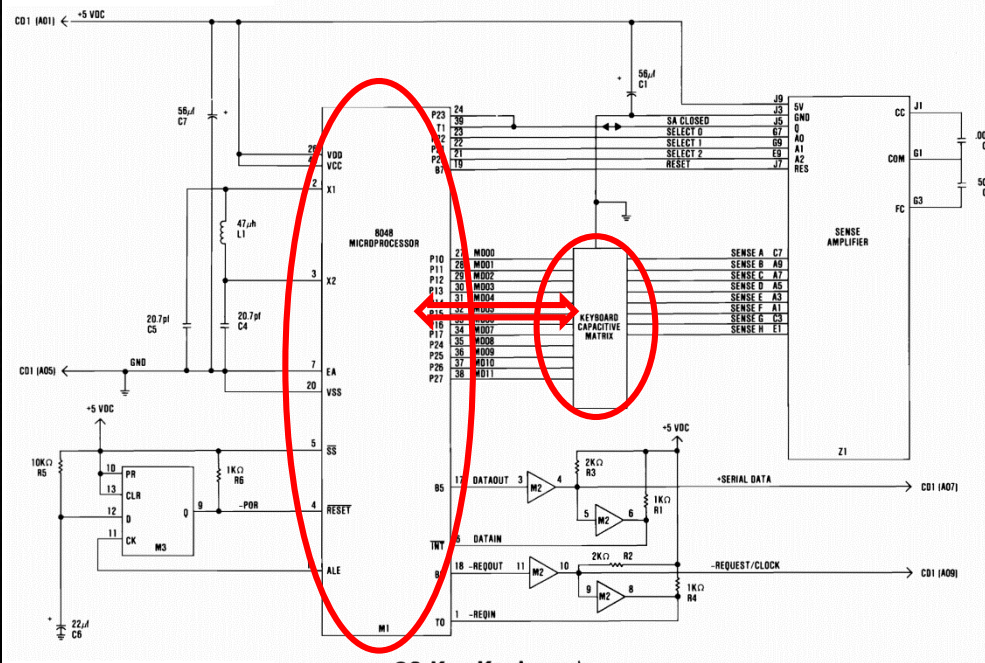 CD1 (A01)
+5 VDC
56µf
C7
56µf
C1
24
P23
39
T1
23
22
22
21
19
B7
SA CLOSED
SELECT 0
SELECT 1
SELECT 2
RESET
J9
J3
J5
G7
G9
E9
J7
5V
GND
Q
A0
A1
A2
RES
CC
J1
COM
G1
FC
G3
SENSE
AMPLIFIER
Z1
VDD
VCC
2 X1
47µh
L1
3 X2
20.7pf
C5
20.7pf
C4
8048
MICROPROCESSOR
P10 27 MD00
P11 28 MD01
P12 29 MD02
P13 30 MD03
31 MD04
32
P17 34 MD07
P24 35 MD08
P25 36 MD09
P26 37 MD10
P27 38 MD11
KEYBOARD
CAPACITIVE
MATRIX
SENSE A C7
SENSE B A9
SENSE C A7
SENSE D A5
SENSE E A3
SENSE F A1
SENSE G C3
SENSE H E1
GND
CD1 (A05)
7 EA
20 VSS
+5 VDC
10KΩ
R5
1KΩ
R6
5 SS
10 PR
13 CLR
12 D
11 CK
Q 9
M3
-POR
4 RESET
ALE
22µf
C6
M1
+5 VDC
2KΩ
R3
1KΩ
R1
B5 17 DATAOUT 3 M2 4
+SERIAL DATA
CD1 (A07)
5 M2 6
INT DATAIN
18 -REQOUT 11 M2 10
2KΩ R2
-REQUEST/CLOCK
CD1 (A09)
9 M2 8
1KΩ
R4
T0 1 -REQIN